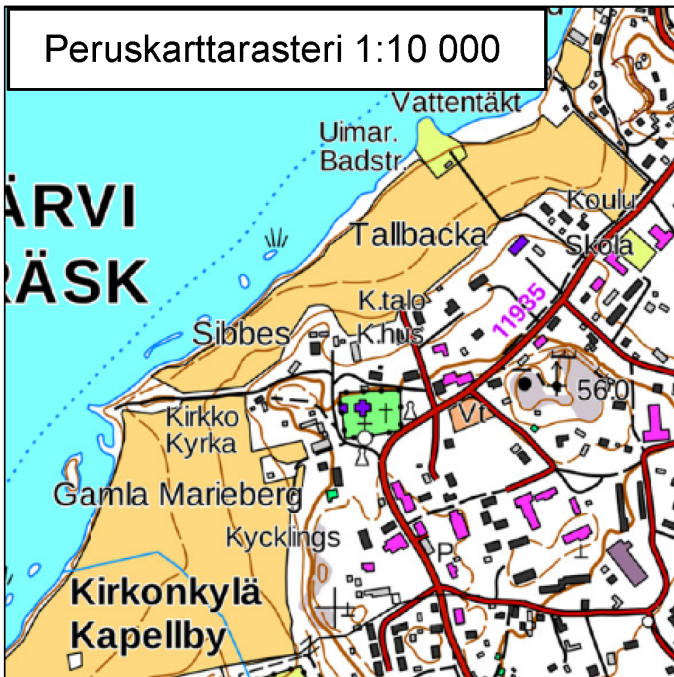 Peruskarttarasteri 1:10 000
Vattentäkt
Uimar.
Badstr.
ÄRVI
RÄSK
Koulu
Skola
Tallbacka
K.talo
K.hus
11985
Sibbes
56.0
Kirkko
Kyrka
Vt
Gamla Marieberg
Kycklings
P
Kirkonkylä
Kapellby